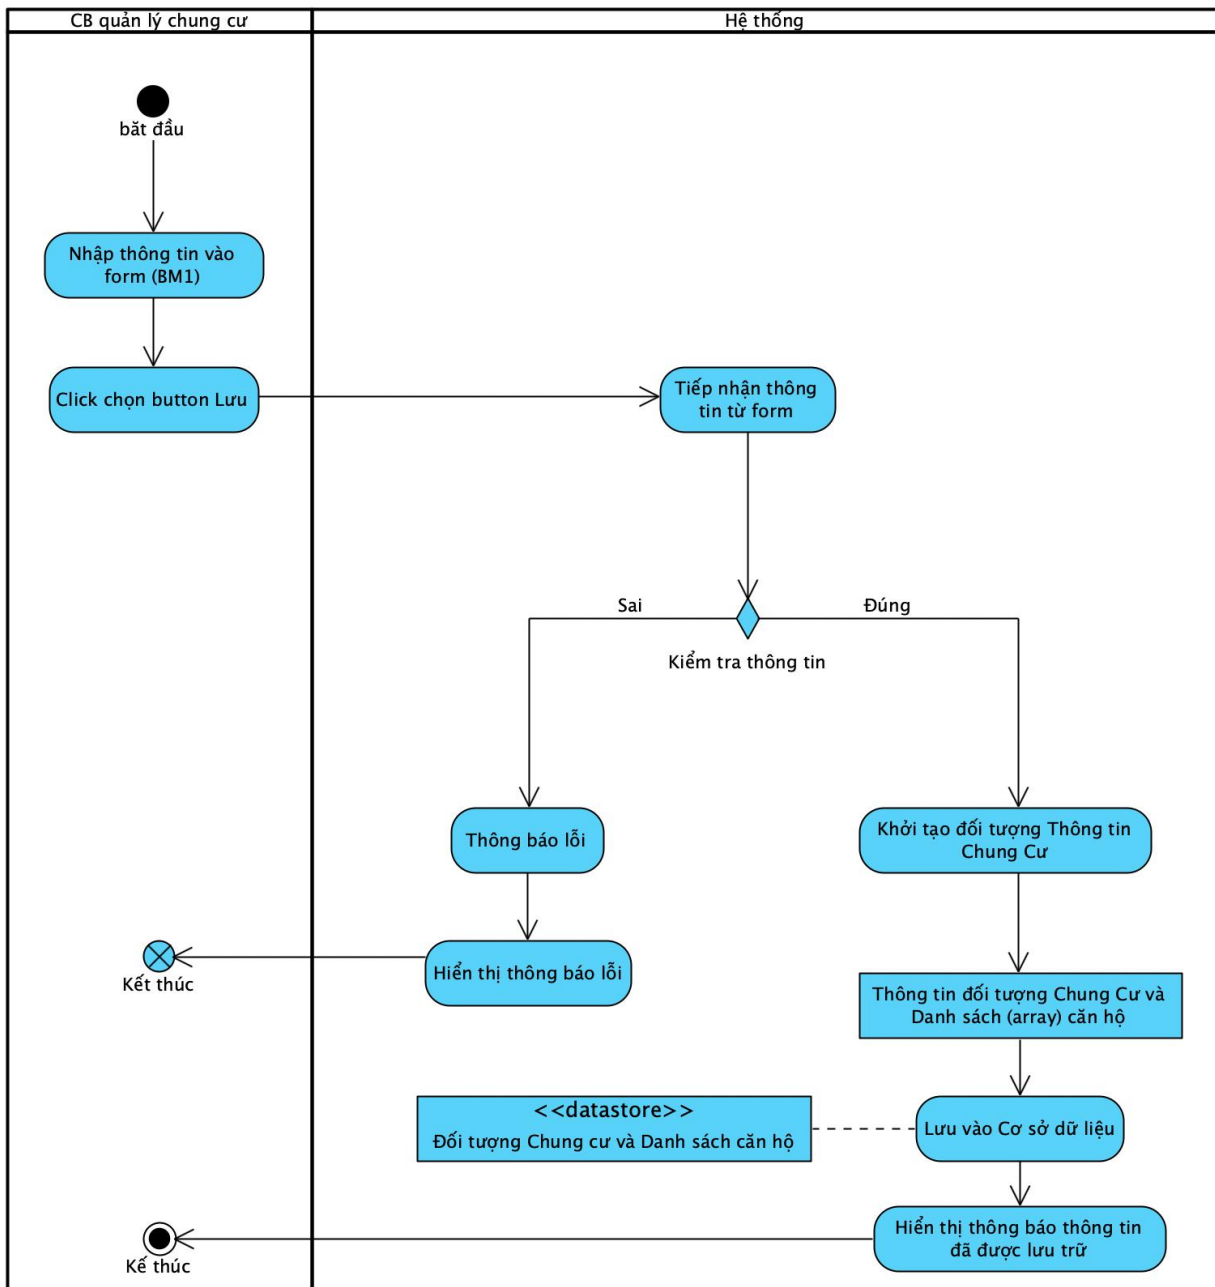 CB quản lý chung cư
Hệ thống
băt đầu
Nhập thông tin vào
form (BM1)
Click chọn button Lưu
Tiếp nhận thông
tin từ form
Sai
Đúng
Kiểm tra thông tin
Thông báo lỗi
Khởi tạo đối tượng Thông tin
Chung Cư
Kết thúc
Hiển thị thông báo lỗi
Thông tin đối tượng Chung Cư và
Danh sách (array) căn hộ
<<datastore>>
Đối tượng Chung cư và Danh sách căn hộ
Lưu vào Cơ sở dữ liệu
Hiển thị thông báo thông tin
đã được lưu trữ
Kế thúc